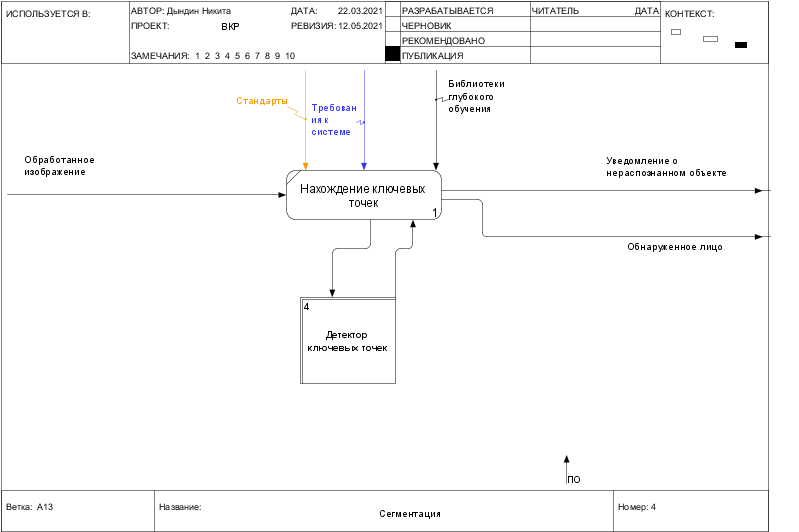 ИСПОЛЬЗУЕТСЯ В:
АВТОР: Дындин Никита
ДАТА: 22.03.2021
ПРОЕКТ: ВКР
РЕВИЗИЯ: 12.05.2021
ЗАМЕЧАНИЯ: 1 2 3 4 5 6 7 8 9 10
РАЗРАБАТЫВАЕТСЯ
ЧЕРНОВИК
РЕКОМЕНДОВАНО
ПУБЛИКАЦИЯ
ЧИТАТЕЛЬ ДАТА
КОНТЕКСТ:
Стандарты
Требован
ия к
системе
Библиотеки
глубокого
обучения
Обработанное
изображение
Нахождение ключевых
точек
1
Уведомление о
нераспознанном объекте
Обнаруженное лицо
4
Детектор
ключевых точек
ПО
Ветка: A13
Название:
Сегментация
Номер: 4